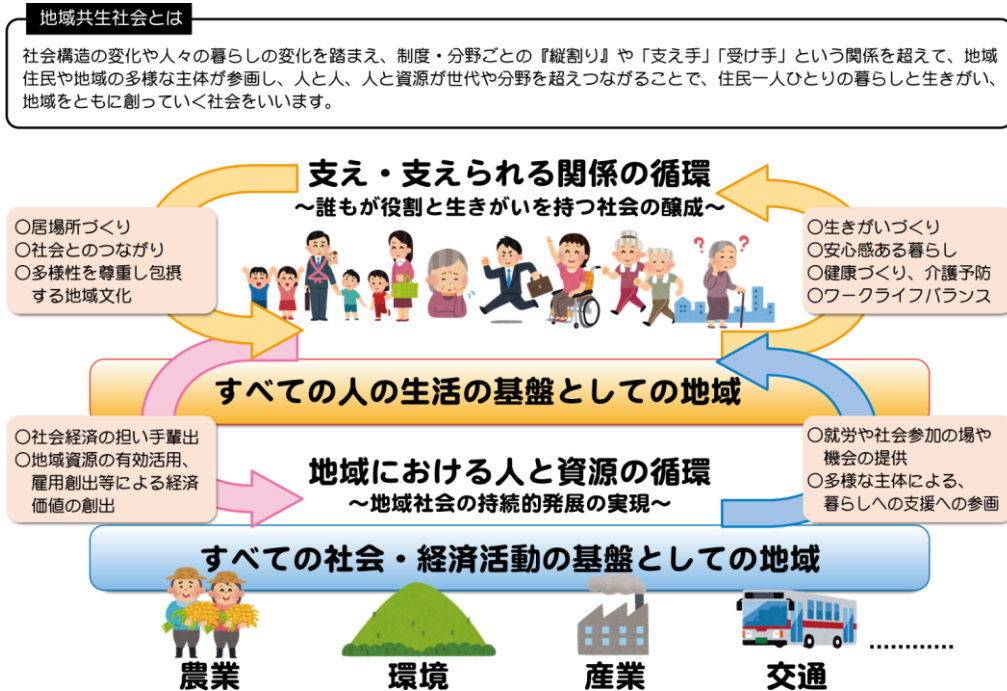 地域共生社会とは
社会構造の変化や人々の暮らしの変化を踏まえ、制度・分野ごとの『縦割り』や「支え手」「受け手」という関係を超えて、地域
住民や地域の多様な主体が参画し、人と人、人と資源が世代や分野を超えつながることで、住民一人ひとりの暮らしと生きがい、
地域をともに創っていく社会をいいます。
支え・支えられる関係の循環
～誰もが役割と生きがいを持つ社会の醸成～
○居場所づくり
○社会とのつながり
○多様性を尊重し包摂
する地域文化
○生きがいづくり
○安心感ある暮らし
○健康づくり、介護予防
○ワークライフバランス
? ?
すべての人の生活の基盤としての地域
○社会経済の担い手輩出
○地域資源の有効活用、
雇用創出等による経済
価値の創出
地域における人と資源の循環
～地域社会の持続的発展の実現～
○就労や社会参加の場や
機会の提供
○多様な主体による、
暮らしへの支援への参画
すべての社会・経済活動の基盤としての地域
農業
環境
産業
交通
…………